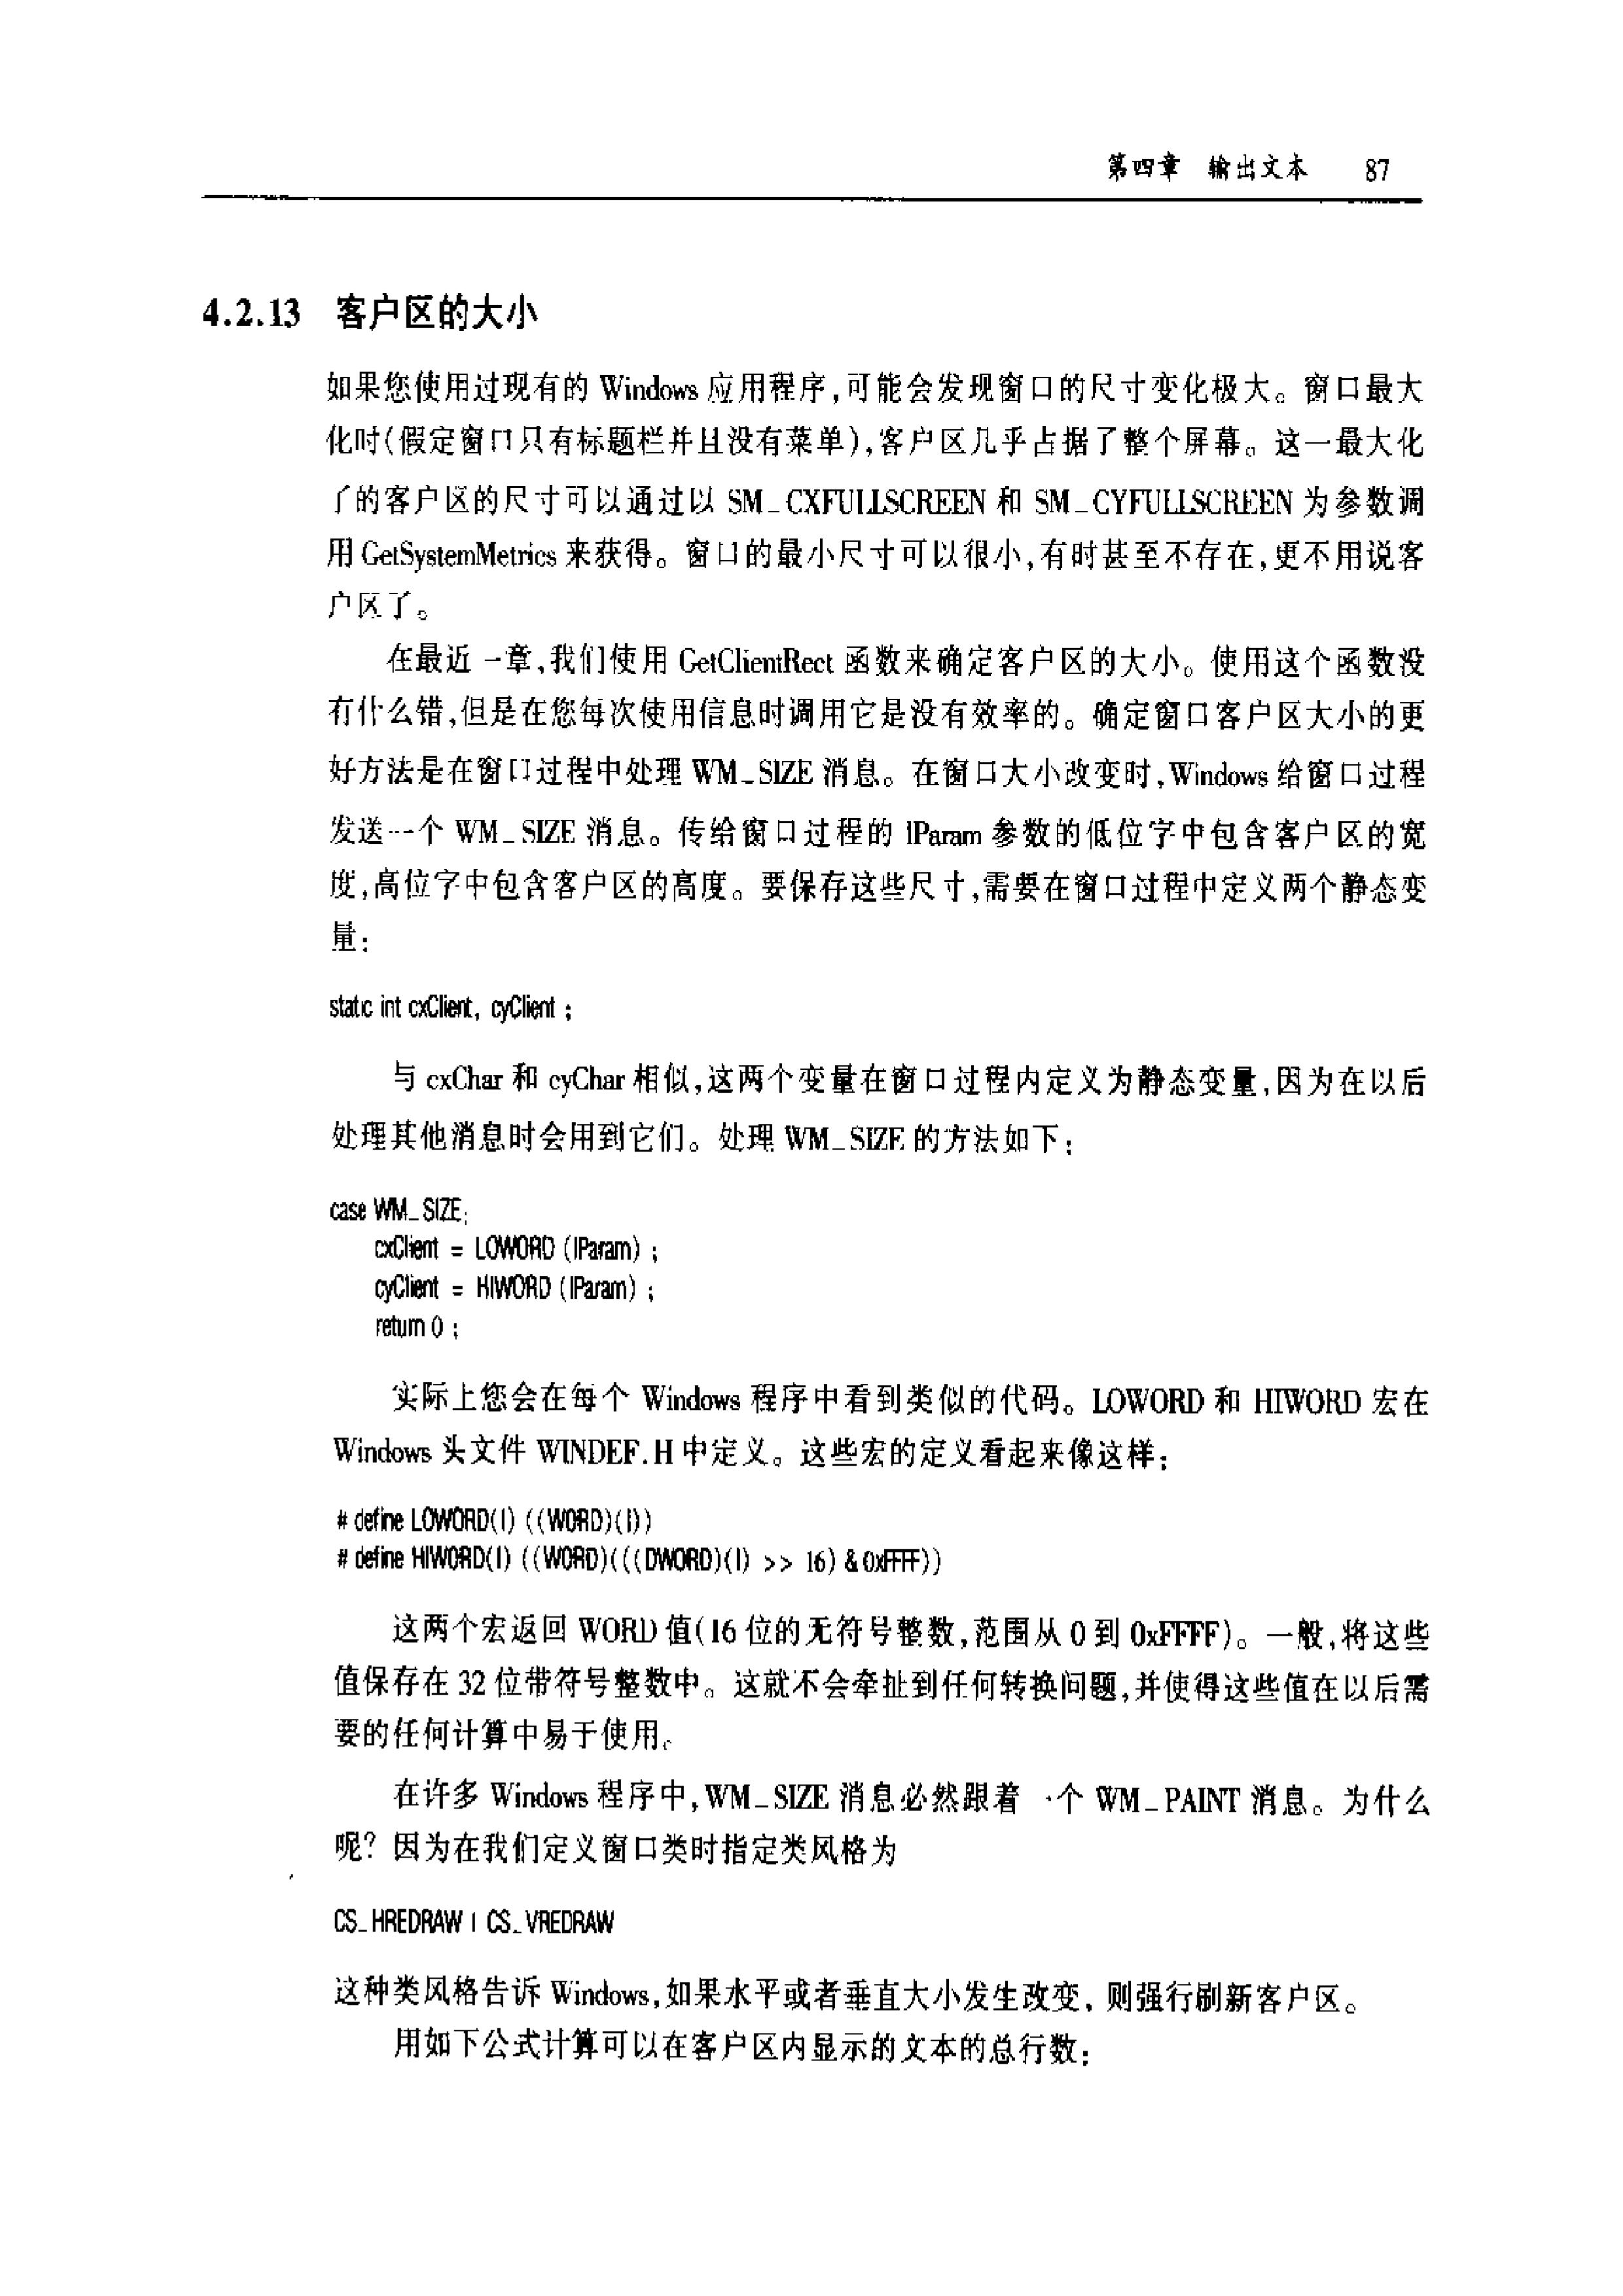 第四章 输出文本 87
4.2.13 客户区的大小
如果您使用过现有的 Windows 应用程序,可能会发现窗口的尺寸变化极大。窗口最大
化时(假定窗口只有标题栏并且没有菜单),客户区几乎占据了整个屏幕。这一最大化
了的客户区的尺寸可以通过以 SM_CXFULLSCREEN 和 SM_CYFULLSCREEN 为参数调
用 GetSystemMetrics 来获得。窗口的最小尺寸可以很小,有时甚至不存在,更不用说客
户区了。
在最近一章,我们使用 GetClientRect 函数来确定客户区的大小。使用这个函数没
有什么错,但是在您每次使用信息时调用它是没有效率的。确定窗口客户区大小的更
好方法是在窗口过程中处理 WM_SIZE 消息。在窗口大小改变时,Windows 给窗口过程
发送一个 WM_SIZE 消息。传给窗口过程的 lParam 参数的低位字中包含客户区的宽
度,高位字中包含客户区的高度。要保存这些尺寸,需要在窗口过程中定义两个静态变
量:
static int cxClient, cyClient ;
与 cxChar 和 cyChar 相似,这两个变量在窗口过程内定义为静态变量,因为在以后
处理其他消息时会用到它们。处理 WM_SIZE 的方法如下:
case WM_SIZE:
cxClient = LOWORD (lParam) ;
cyClient = HIWORD (lParam) ;
return 0 ;
实际上您会在每个 Windows 程序中看到类似的代码。LOWORD 和 HIWORD 宏在
Windows 头文件 WINDEF.H 中定义。这些宏的定义看起来像这样:
# define LOWORD(l) ((WORD)(l))
# define HIWORD(l) ((WORD)(((DWORD)(l) >> 16) & 0xFFFF))
这两个宏返回 WORD 值(16 位的无符号整数,范围从 0 到 0xFFFF)。一般,将这些
值保存在 32 位带符号整数中。这就不会牵扯到任何转换问题,并使得这些值在以后需
要的任何计算中易于使用。
在许多 Windows 程序中,WM_SIZE 消息必然跟着一个 WM_PAINT 消息。为什么
呢? 因为在我们定义窗口类时指定类风格为
CS_HREDRAW | CS_VREDRAW
这种类风格告诉 Windows,如果水平或者垂直大小发生改变, 则强行刷新客户区。
用如下公式计算可以在客户区内显示的文本的总行数: